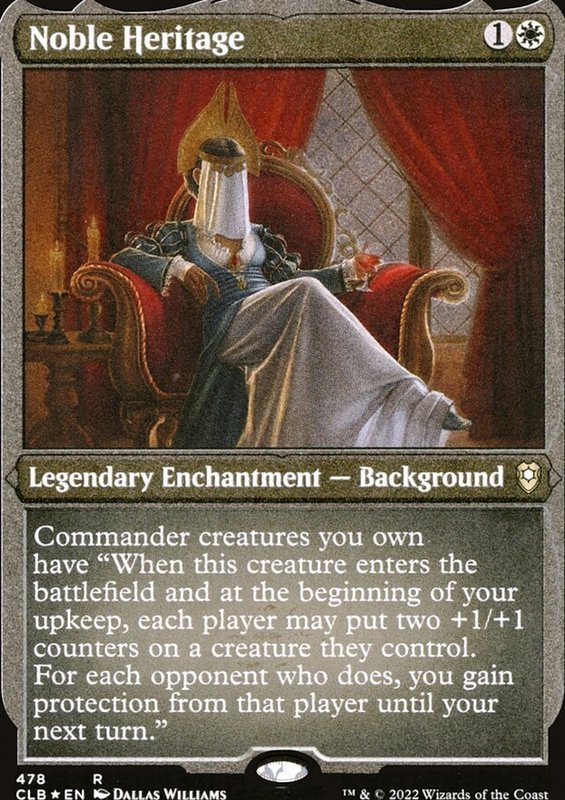 Noble Heritage 1
Legendary Enchantment — Background
Commander creatures you own
have “When this creature enters the
battlefield and at the beginning of your
upkeep, each player may put two +1/+1
counters on a creature they control.
For each opponent who does, you gain
protection from that player until your
next turn.”
478 R
CLB ★ EN DALLAS WILLIAMS ™ & © 2022 Wizards of the Coast